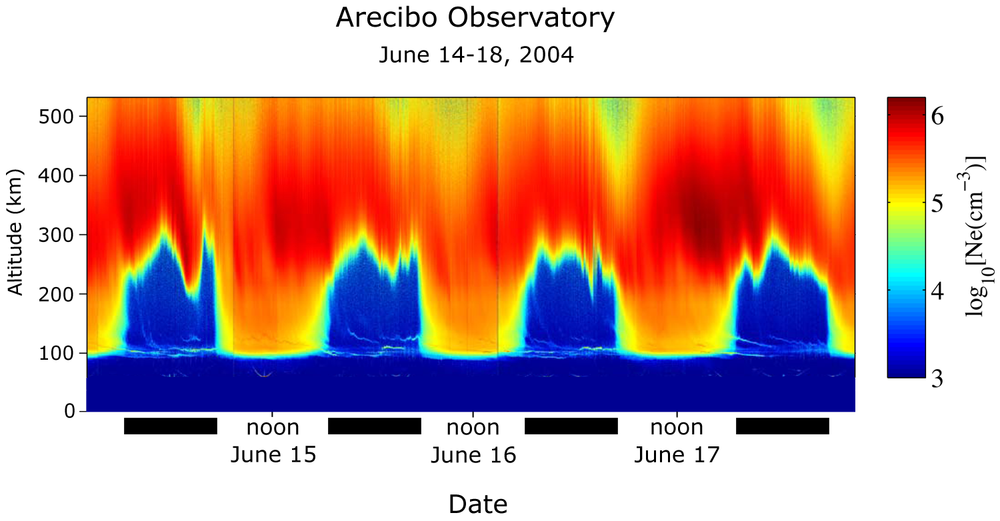 Arecibo Observatory
June 14-18, 2004
500
400
300
200
100
0
Altitude (km)
noon noon noon
June 15 June 16 June 17
Date
6
5
4
3
log₁₀[Ne(cm⁻³)]